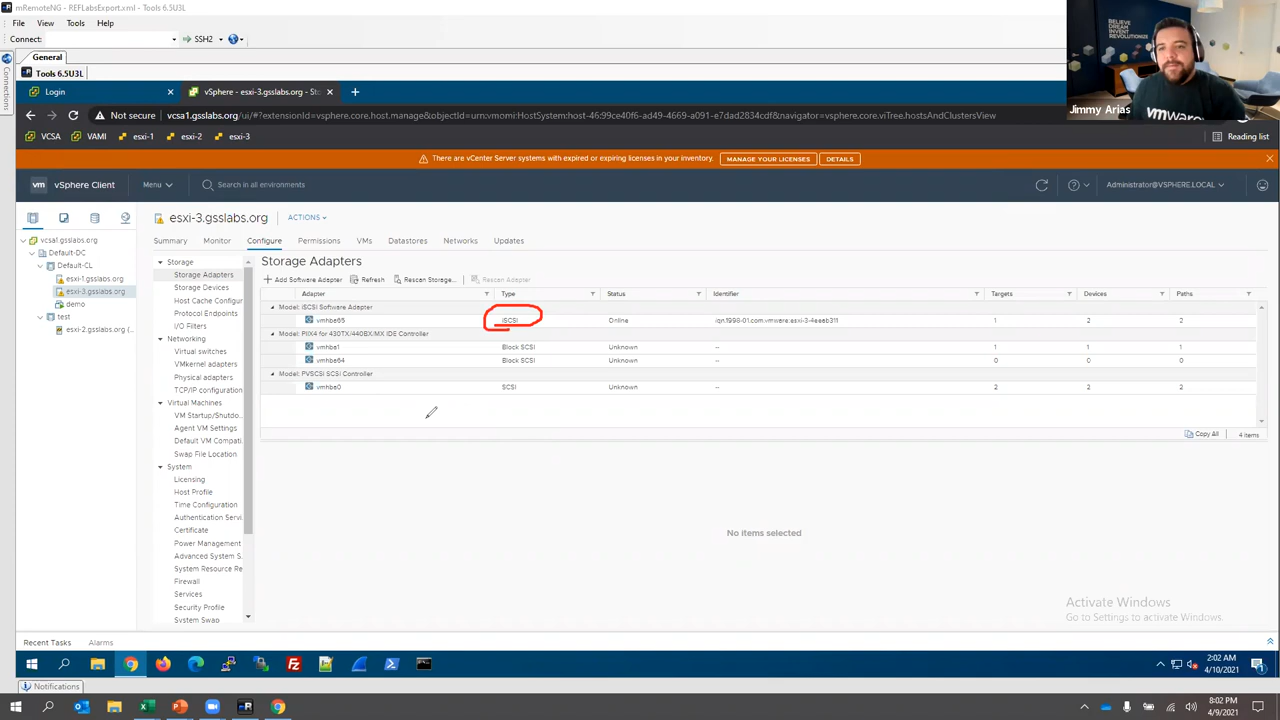 mRemoteNG - REFLabsExport.xml - Tools 6.5U3L
File View Tools Help
Connect: SSH2
General
Tools 6.5U3L
Connections
Login
vSphere - esxi-3.gsslabs.org - Sto
BELIEVE
DREAM
INVENT
REVOLUTIONIZE
vmware
Jimmy Arias
Not secure vcsa1.gsslabs.org/ui/#?extensionId=vsphere.core.host.manage&objectId=urn:vmomi:HostSystem:host-46:99ce40f6-ad49-4669-a091-e7dad2834cdf&navigator=vsphere.core.viTree.hostsAndClustersView
VCSA VAMI esxi-1 esxi-2 esxi-3 Reading list
There are vCenter Server systems with expired or expiring licenses in your inventory. MANAGE YOUR LICENSES DETAILS
vm vSphere Client Menu Search in all environments Administrator@VSPHERE.LOCAL
esxi-3.gsslabs.org ACTIONS
Summary Monitor Configure Permissions VMs Datastores Networks Updates
vcsa1.gsslabs.org
Default-DC
Default-CL
esxi-1.gsslabs.org
esxi-3.gsslabs.org
demo
test
esxi-2.gsslabs.org (...
Storage
Storage Adapters
Storage Devices
Host Cache Configur
Protocol Endpoints
I/O Filters
Networking
Virtual switches
VMkernel adapters
Physical adapters
TCP/IP configuration
Virtual Machines
VM Startup/Shutdo...
Agent VM Settings
Default VM Compati...
Swap File Location
System
Licensing
Host Profile
Time Configuration
Authentication Servi...
Certificate
Power Management
Advanced System S...
System Resource Re
Firewall
Services
Security Profile
System Swap
Storage Adapters
Add Software Adapter Refresh Rescan Storage... Rescan Adapter
Adapter Type Status Identifier Targets Devices Paths
Model: iSCSI Software Adapter
vmhba65 iSCSI Online iqn.1998-01.com.vmware:esxi-3-4eeab311 1 2 2
Model: PIIX4 for 430TX/440BX/MX IDE Controller
vmhba1 Block SCSI Unknown -- 1 1 1
vmhba64 Block SCSI Unknown -- 0 0 0
Model: PVSCSI SCSI Controller
vmhba0 SCSI Unknown -- 2 2 2
Copy All 4 items
No items selected
Activate Windows
Go to Settings to activate Windows.
Recent Tasks Alarms
2:02 AM
4/10/2021
Notifications
8:02 PM
4/9/2021